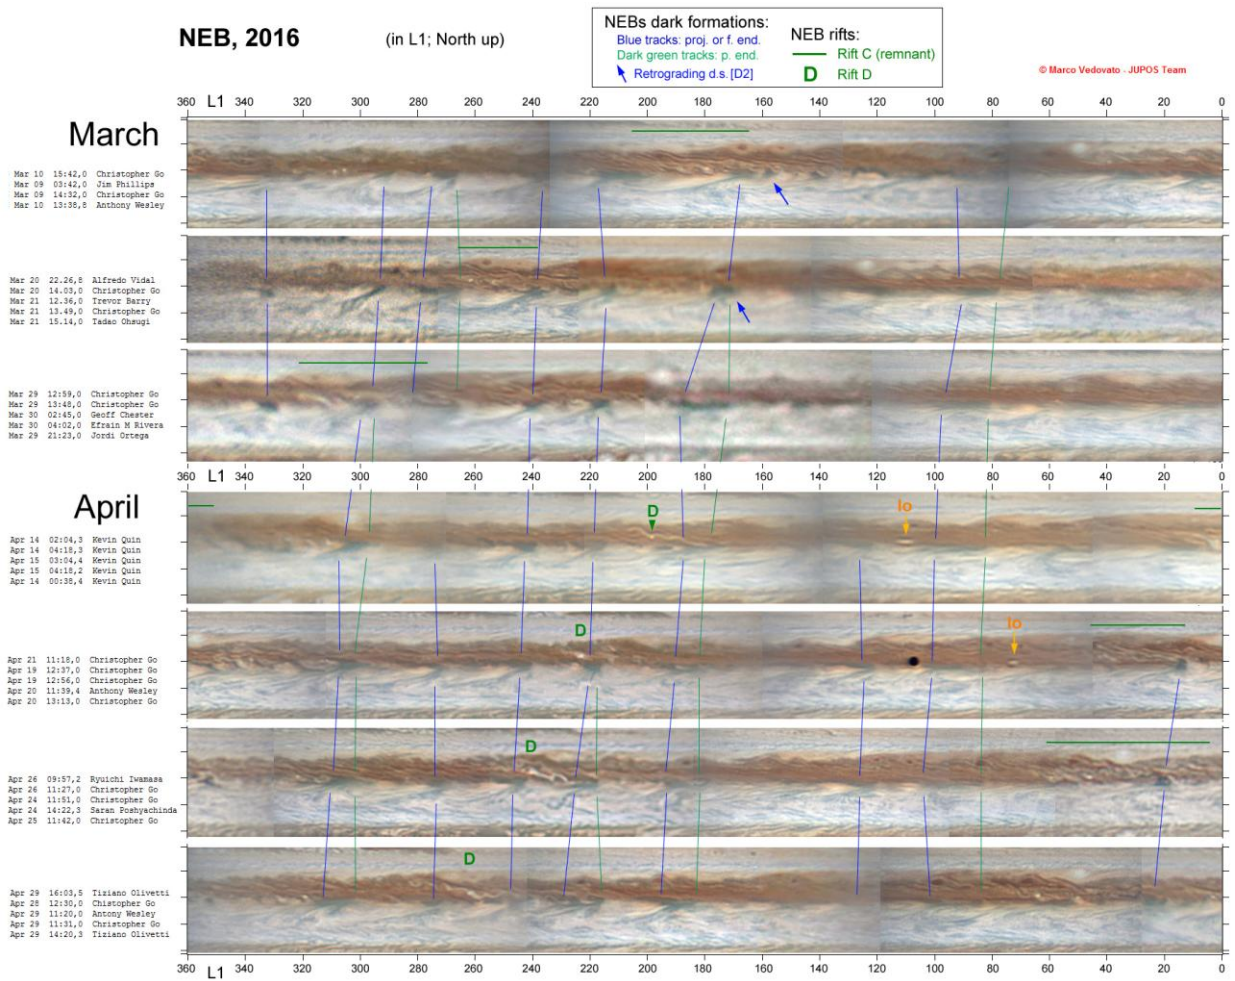 NEB, 2016
(in L1; North up)
NEBs dark formations:
Blue tracks: proj. or f. end.
Dark green tracks: p. end.
Retrograding d.s. [D2]
NEB rifts:
Rift C (remnant)
D Rift D
© Marco Vedovato - JUPOS Team
360 L1 340 320 300 280 260 240 220 200 180 160 140 120 100 80 60 40 20 0
March
Mar 10 15:42,0 Christopher Go
Mar 09 03:42,0 Jim Phillips
Mar 09 14:32,0 Christopher Go
Mar 10 13:38,8 Anthony Wesley
Mar 20 22.26,8 Alfredo Vidal
Mar 20 14.03,0 Christopher Go
Mar 21 12.36,0 Trevor Barry
Mar 21 13.49,0 Christopher Go
Mar 21 15.14,0 Tadao Ohsugi
Mar 29 12:59,0 Christopher Go
Mar 29 13:48,0 Christopher Go
Mar 30 02:45,0 Geoff Chester
Mar 30 04:02,0 Efrain M Rivera
Mar 29 21:23,0 Jordi Ortega
360 L1 340 320 300 280 260 240 220 200 180 160 140 120 100 80 60 40 20 0
April
D
Io
Apr 14 02:04,3 Kevin Quin
Apr 14 04:18,3 Kevin Quin
Apr 15 03:04,4 Kevin Quin
Apr 15 04:18,2 Kevin Quin
Apr 14 00:38,4 Kevin Quin
D
Io
Apr 21 11:18,0 Christopher Go
Apr 19 12:37,0 Christopher Go
Apr 19 12:56,0 Christopher Go
Apr 20 11:39,4 Anthony Wesley
Apr 20 13:13,0 Christopher Go
D
Apr 26 09:57,2 Ryuichi Iwamasa
Apr 26 11:27,0 Christopher Go
Apr 24 11:51,0 Christopher Go
Apr 24 14:22,3 Saran Poshyachinda
Apr 25 11:42,0 Christopher Go
D
Apr 29 16:03,5 Tiziano Olivetti
Apr 28 12:30,0 Chistopher Go
Apr 29 11:20,0 Antony Wesley
Apr 29 11:31,0 Christopher Go
Apr 29 14:20,3 Tiziano Olivetti
360 L1 340 320 300 280 260 240 220 200 180 160 140 120 100 80 60 40 20 0